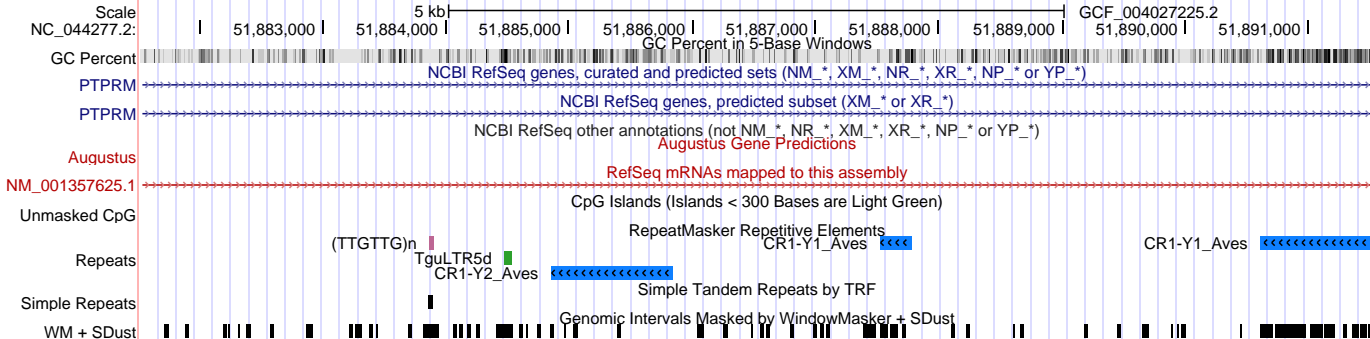 Scale 5 kb GCF_004027225.2
NC_044277.2: 51,883,000 51,884,000 51,885,000 51,886,000 51,887,000 51,888,000 51,889,000 51,890,000 51,891,000
GC Percent in 5-Base Windows
GC Percent
NCBI RefSeq genes, curated and predicted sets (NM_*, XM_*, NR_*, XR_*, NP_* or YP_*)
PTPRM
NCBI RefSeq genes, predicted subset (XM_* or XR_*)
PTPRM
NCBI RefSeq other annotations (not NM_*, NR_*, XM_*, XR_*, NP_* or YP_*)
Augustus Gene Predictions
Augustus
RefSeq mRNAs mapped to this assembly
NM_001357625.1
CpG Islands (Islands < 300 Bases are Light Green)
Unmasked CpG
RepeatMasker Repetitive Elements
(TTGTTG)n CR1-Y1_Aves CR1-Y1_Aves
Repeats TguLTR5d
CR1-Y2_Aves
Simple Tandem Repeats by TRF
Simple Repeats
Genomic Intervals Masked by WindowMasker + SDust
WM + SDust